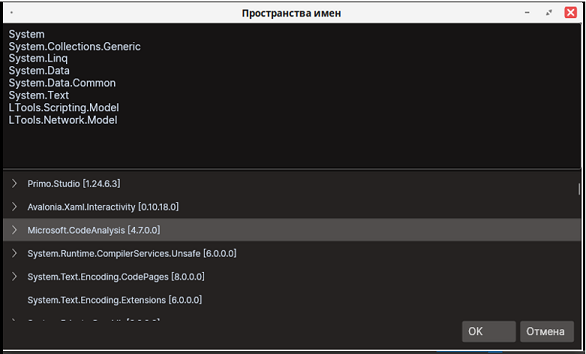 Пространства имен
System
System.Collections.Generic
System.Linq
System.Data
System.Data.Common
System.Text
LTools.Scripting.Model
LTools.Network.Model
Primo.Studio [1.24.6.3]
Avalonia.Xaml.Interactivity [0.10.18.0]
Microsoft.CodeAnalysis [4.7.0.0]
System.Runtime.CompilerServices.Unsafe [6.0.0.0]
System.Text.Encoding.CodePages [8.0.0.0]
System.Text.Encoding.Extensions [6.0.0.0]
OK Отмена